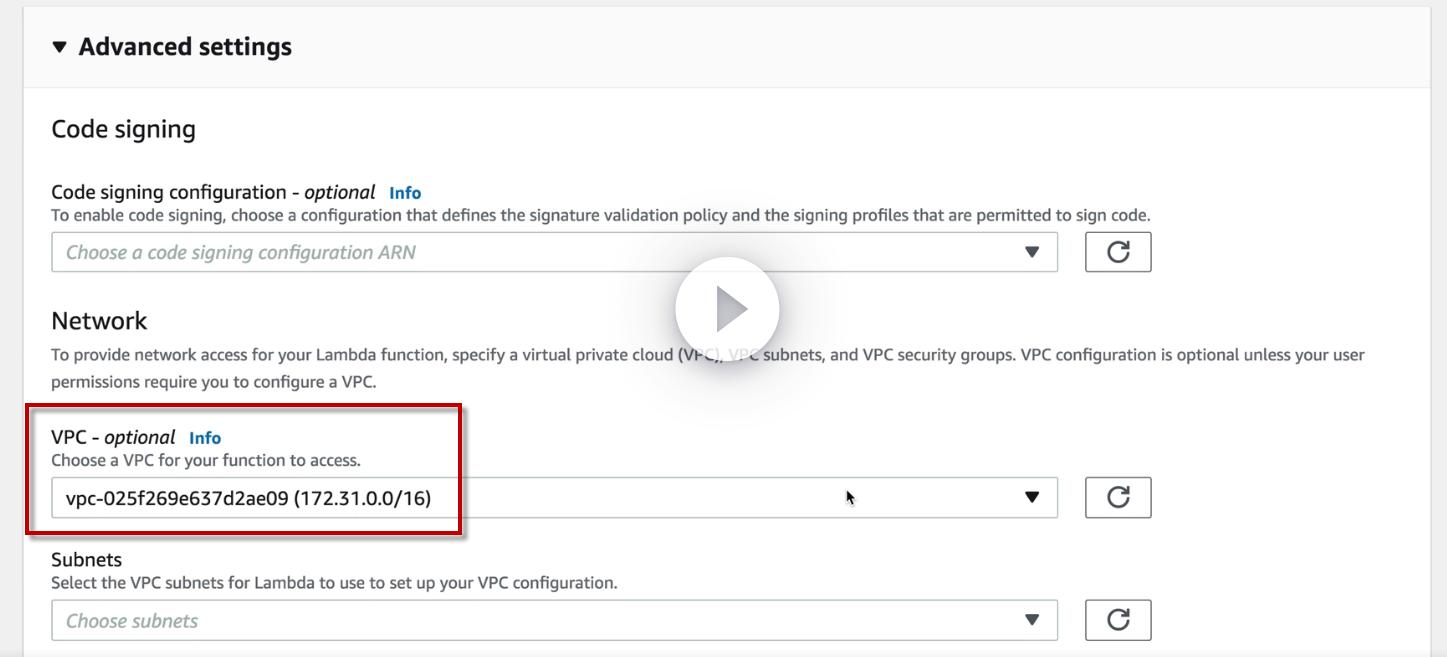 Advanced settings
Code signing
Code signing configuration - optional Info
To enable code signing, choose a configuration that defines the signature validation policy and the signing profiles that are permitted to sign code.
Choose a code signing configuration ARN
Network
To provide network access for your Lambda function, specify a virtual private cloud (VPC), VPC subnets, and VPC security groups. VPC configuration is optional unless your user
permissions require you to configure a VPC.
VPC - optional Info
Choose a VPC for your function to access.
vpc-025f269e637d2ae09 (172.31.0.0/16)
Subnets
Select the VPC subnets for Lambda to use to set up your VPC configuration.
Choose subnets